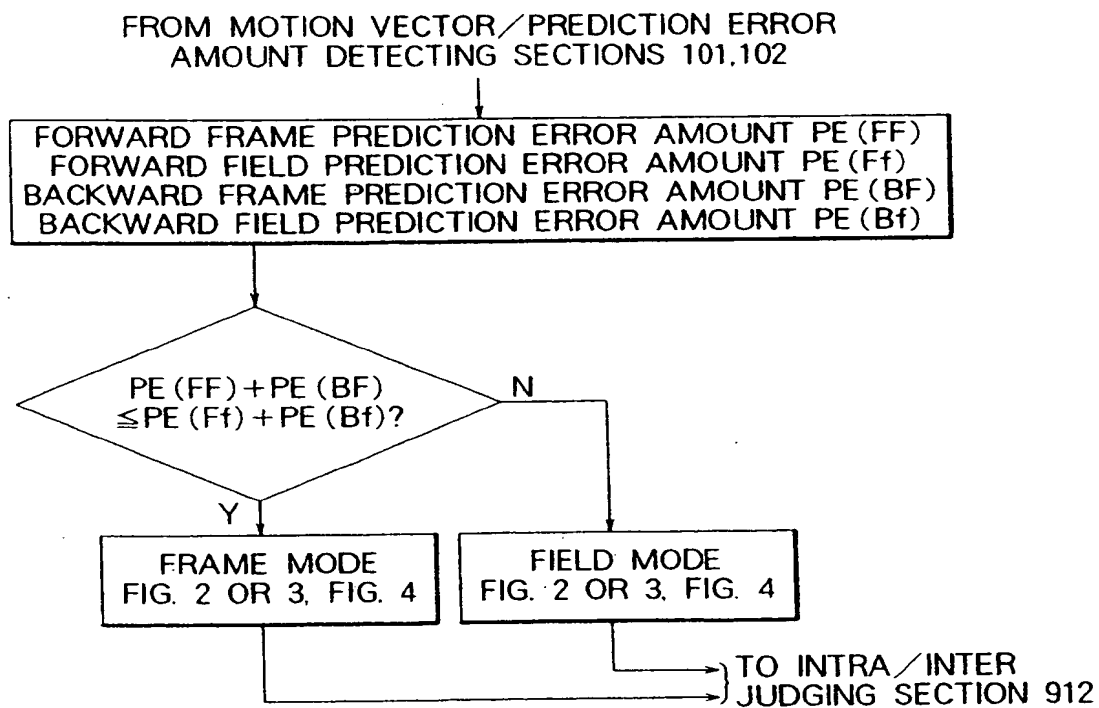 FROM MOTION VECTOR/PREDICTION ERROR
AMOUNT DETECTING SECTIONS 101,102
FORWARD FRAME PREDICTION ERROR AMOUNT PE(FF)
FORWARD FIELD PREDICTION ERROR AMOUNT PE(Ff)
BACKWARD FRAME PREDICTION ERROR AMOUNT PE(BF)
BACKWARD FIELD PREDICTION ERROR AMOUNT PE(Bf)
PE(FF)+PE(BF)
≦PE(Ff)+PE(Bf)?
N
Y
FRAME MODE
FIG. 2 OR 3, FIG. 4
FIELD MODE
FIG. 2 OR 3, FIG. 4
TO INTRA/INTER
JUDGING SECTION 912